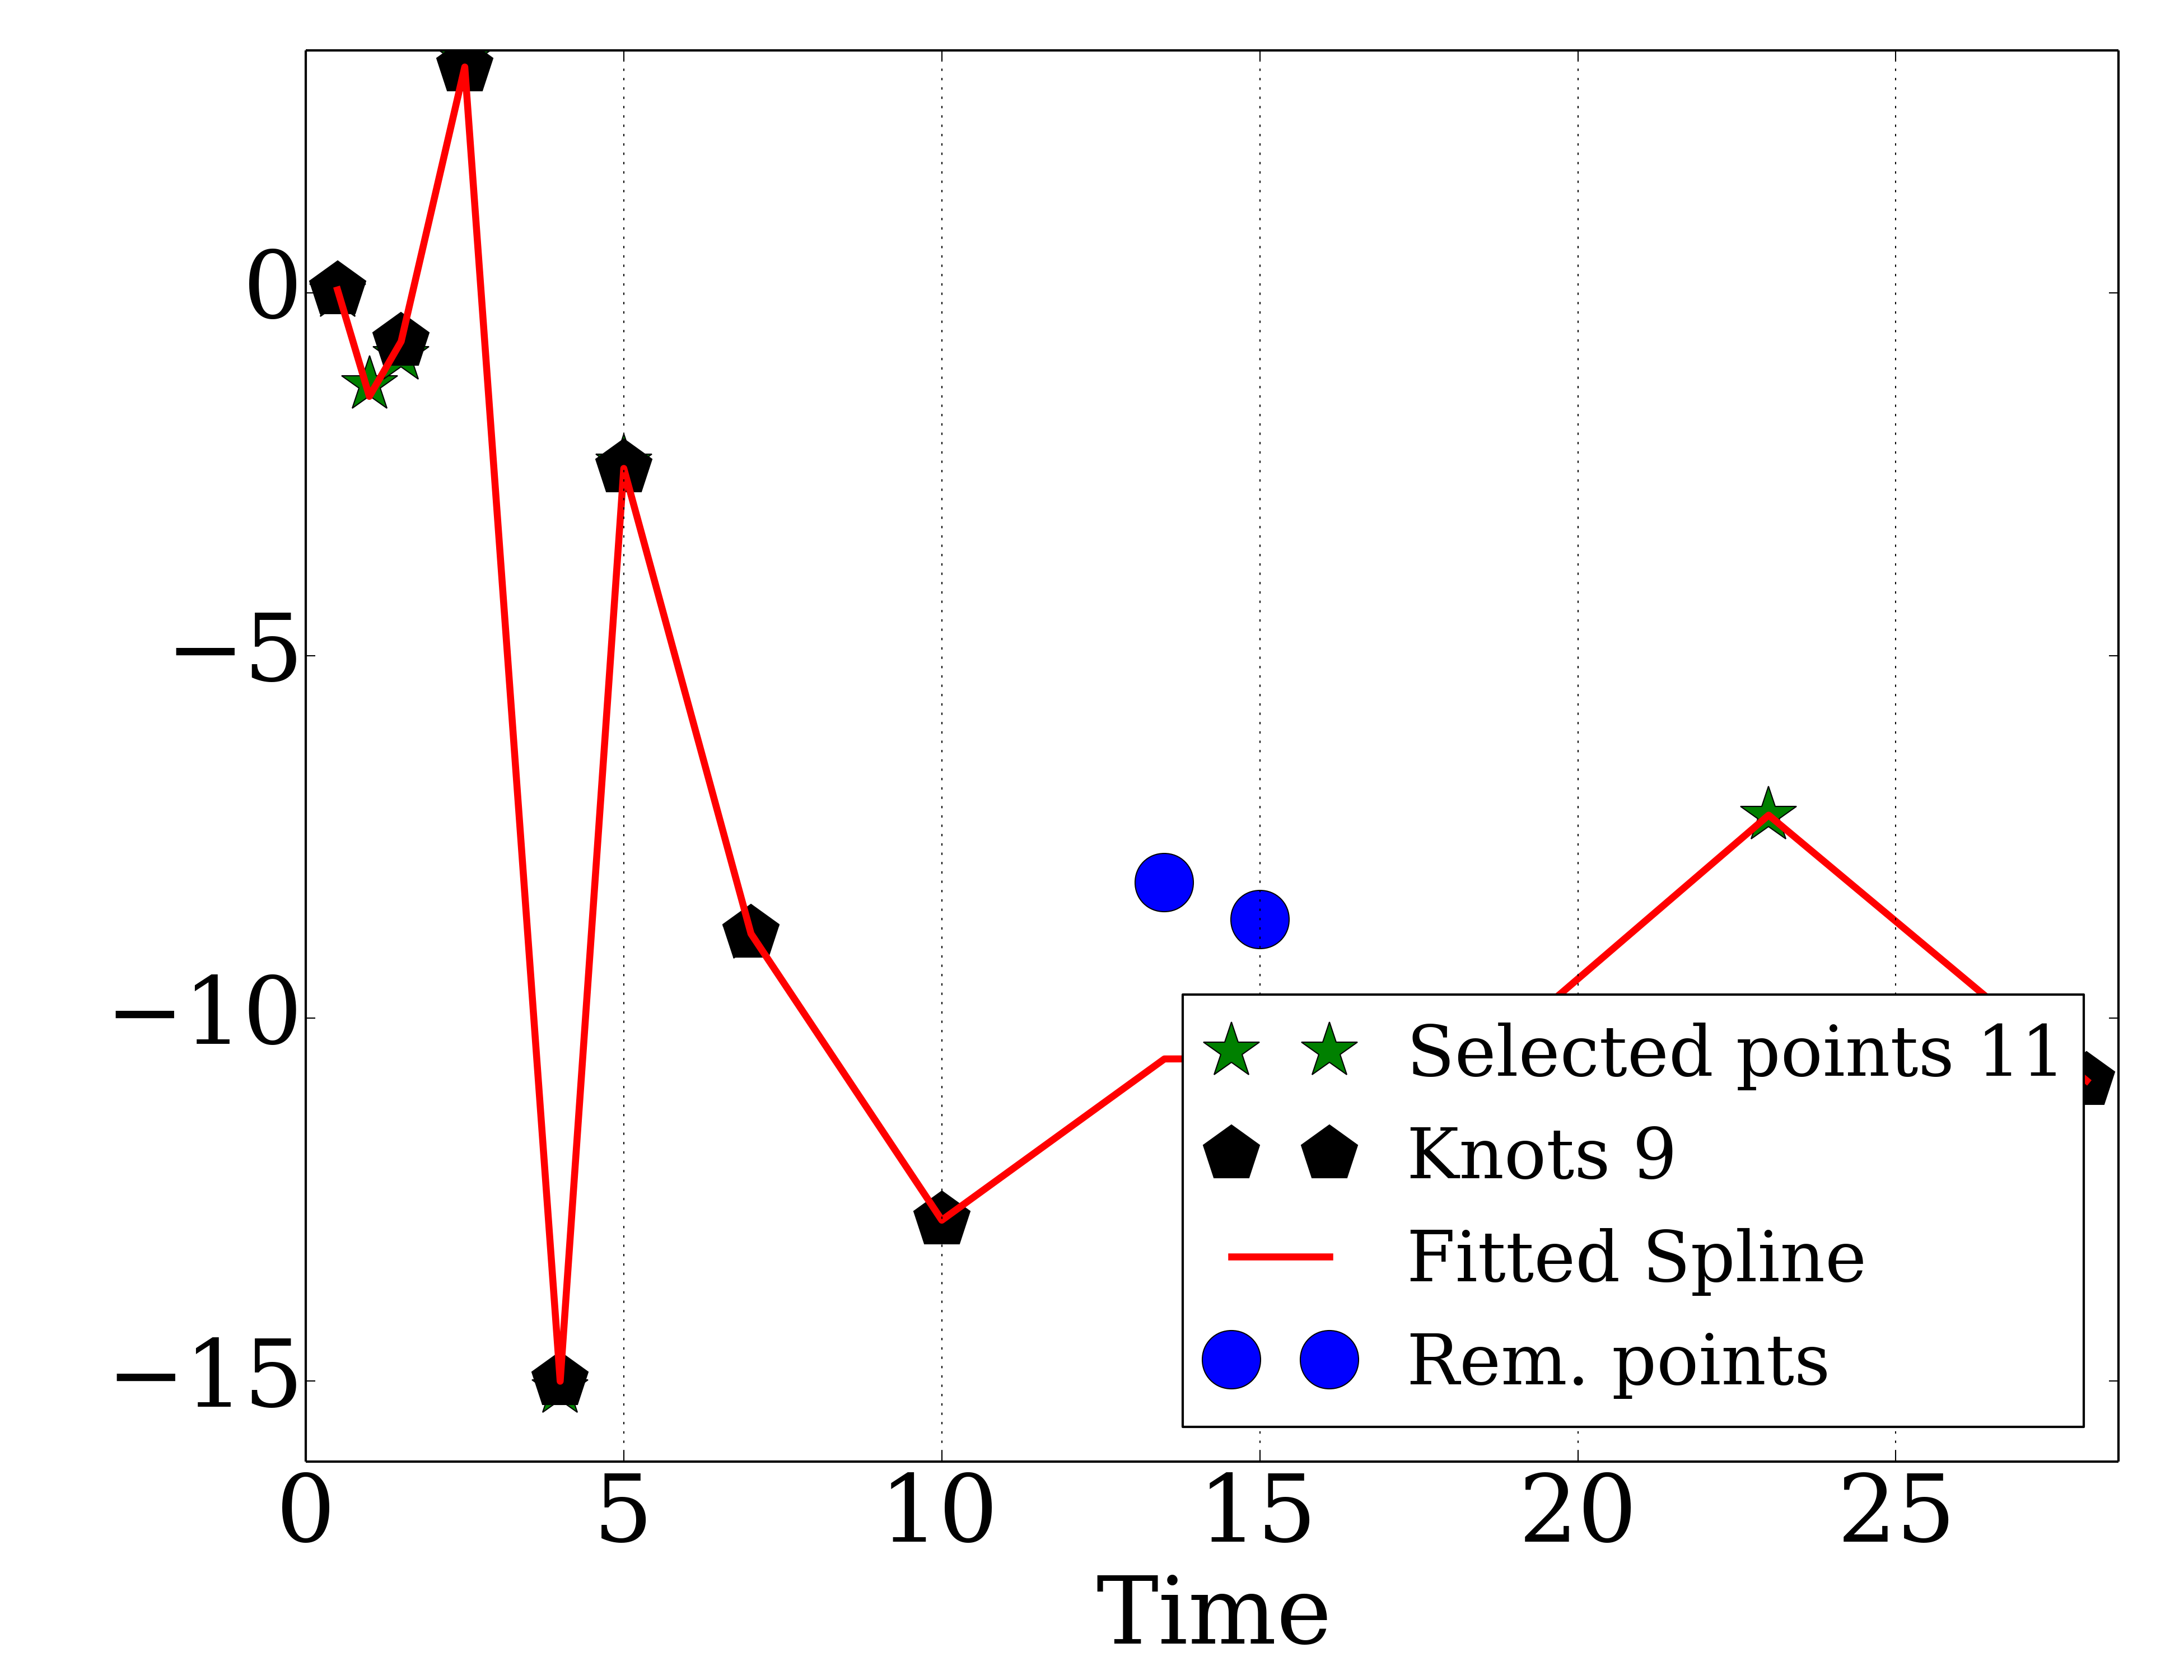 0
−5
−10
−15
Selected points 11
Knots 9
Fitted Spline
Rem. points
0 5 10 15 20 25
Time